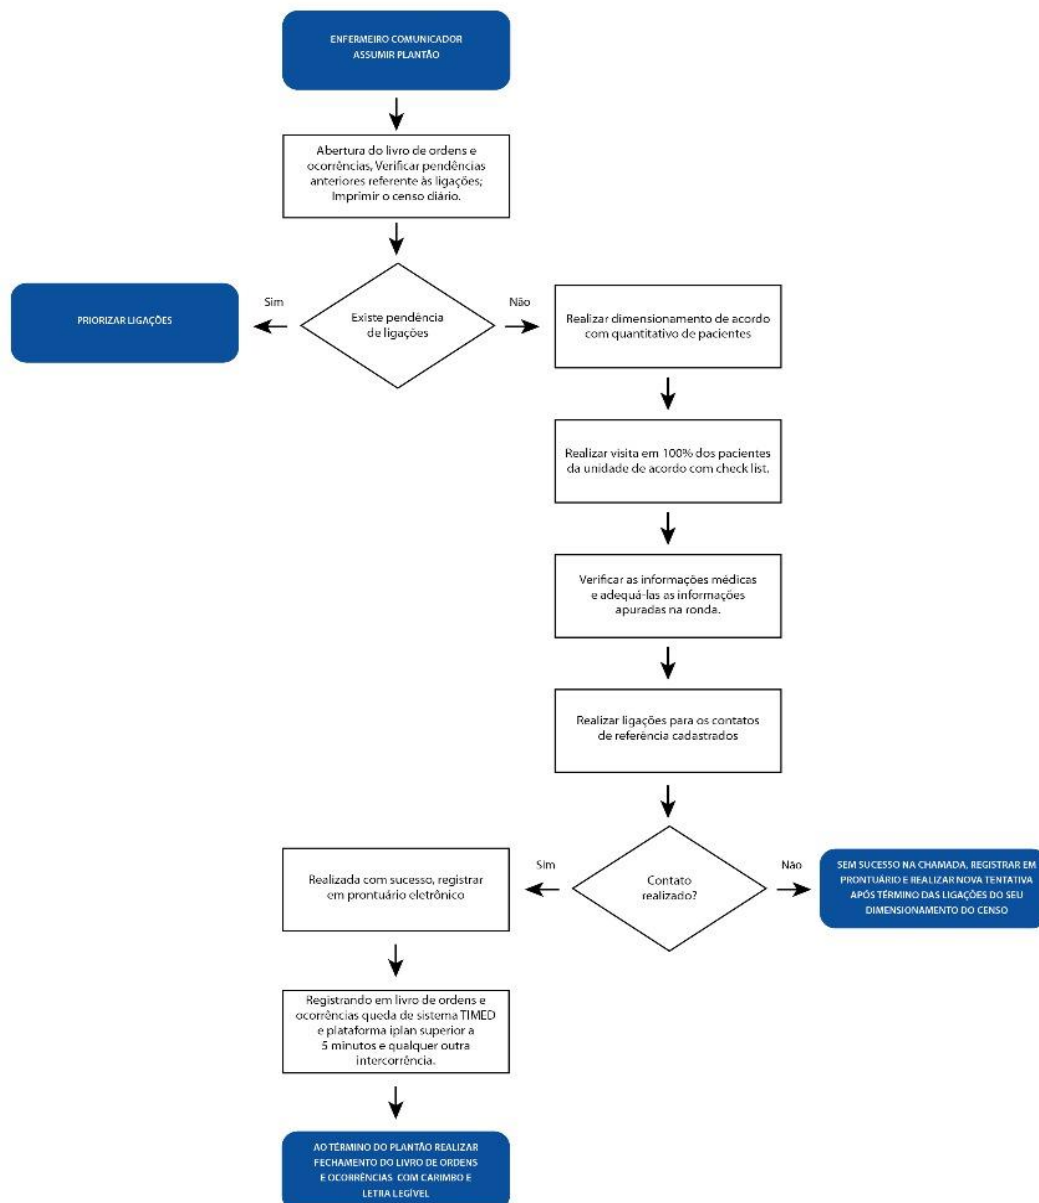 ENFERMEIRO COMUNICADOR
ASSUMIR PLANTÃO
Abertura do livro de ordens e
ocorrências, Verificar pendências
anteriores referente às ligações;
Imprimir o censo diário.
Sim
Não
PRIORIZAR LIGAÇÕES
Existe pendência
de ligações
Realizar dimensionamento de acordo
com quantitativo de pacientes
Realizar visita em 100% dos pacientes
da unidade de acordo com check list.
Verificar as informações médicas
e adequá-las as informações
apuradas na ronda.
Realizar ligações para os contatos
de referência cadastrados
Sim
Não
Realizada com sucesso, registrar
em prontuário eletrônico
Contato
realizado?
SEM SUCESSO NA CHAMADA, REGISTRAR EM
PRONTUÁRIO E REALIZAR NOVA TENTATIVA
APÓS TÉRMINO DAS LIGAÇÕES DO SEU
DIMENSIONAMENTO DO CENSO
Registrando em livro de ordens e
ocorrências queda de sistema TIMED
e plataforma iplan superior a
5 minutos e qualquer outra
intercorrência.
AO TÉRMINO DO PLANTÃO REALIZAR
FECHAMENTO DO LIVRO DE ORDENS
E OCORRÊNCIAS COM CARIMBO E
LETRA LEGÍVEL